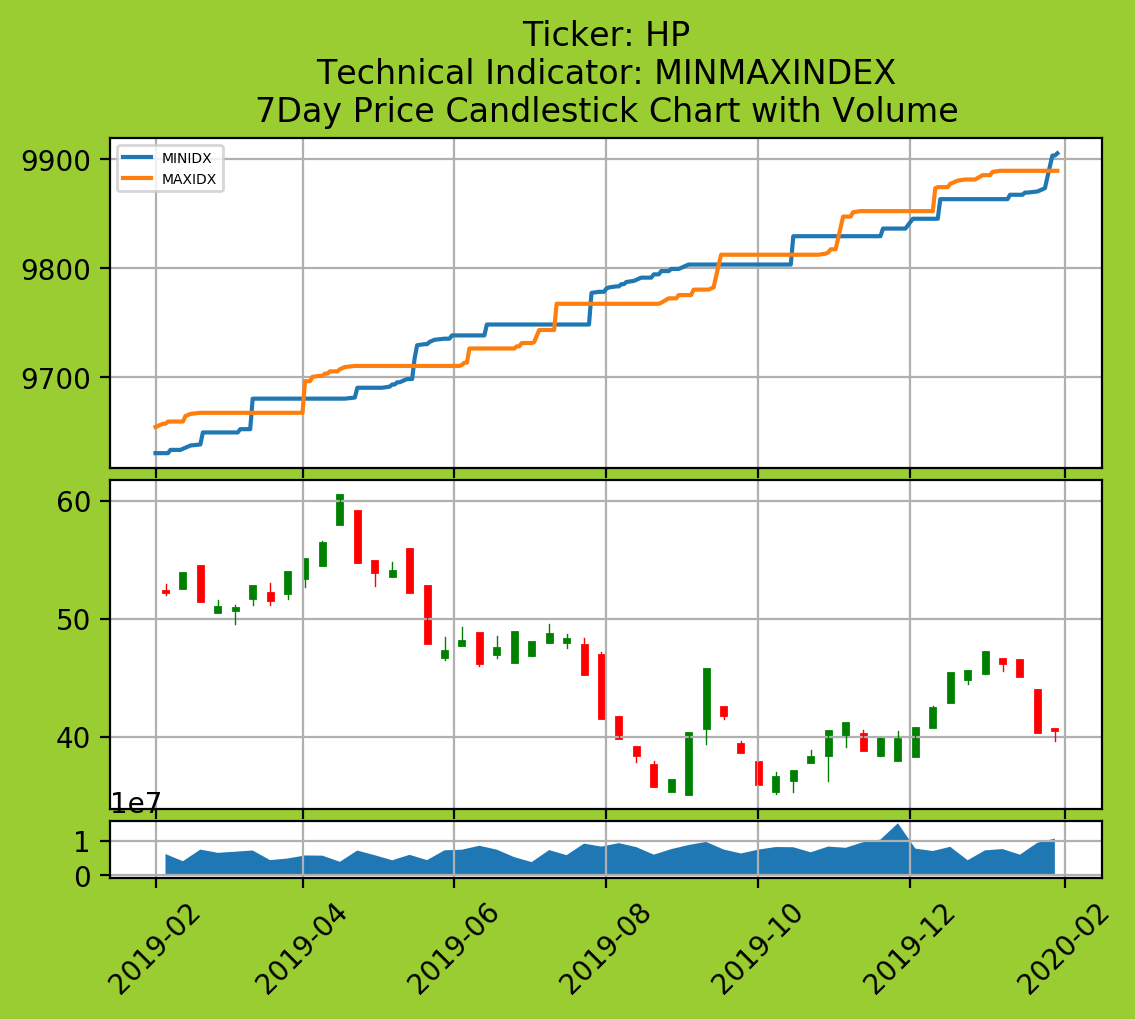 Ticker: HP
Technical Indicator: MINMAXINDEX
7Day Price Candlestick Chart with Volume
MINIDX
MAXIDX
9900
9800
9700
60
50
40
1e7
1
0
2019-02
2019-04
2019-06
2019-08
2019-10
2019-12
2020-02